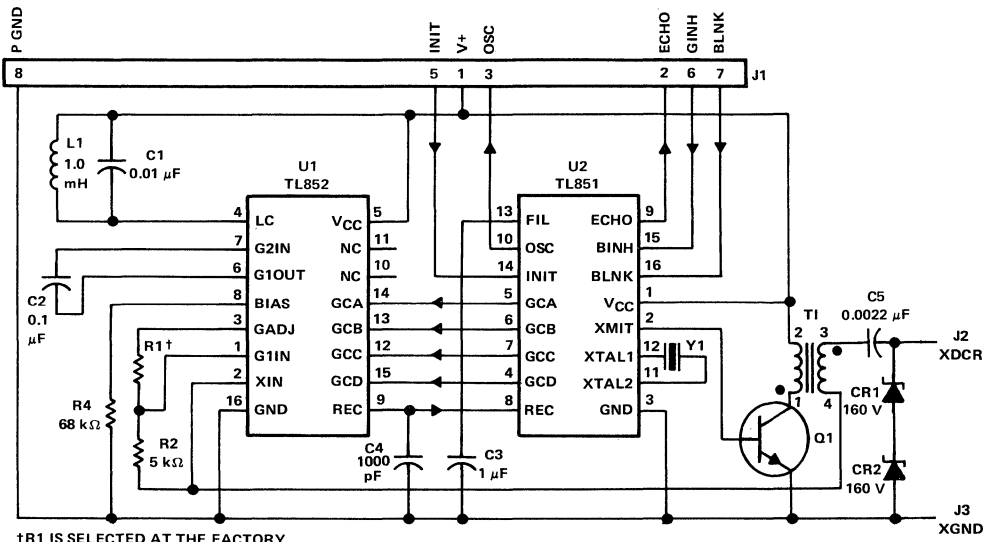 P GND
INIT
V+
OSC
ECHO
GINH
BLNK
8
5
1
3
2
6
7
J1
L1
1.0
mH
C1
0.01 µF
U1
TL852
U2
TL851
4 LC
VCC 5
13 FIL
ECHO 9
7 G2IN
NC 11
10 OSC
BINH 15
6 G1OUT
NC 10
14 INIT
BLNK 16
8 BIAS
GCA 14
5 GCA
VCC 1
3 GADJ
GCB 13
6 GCB
XMIT 2
1 G1IN
GCC 12
7 GCC
XTAL1 12
Y1
2 XIN
GCD 15
4 GCD
XTAL2 11
16 GND
REC 9
8 REC
GND 3
C2
0.1
µF
R1†
R4
68 kΩ
R2
5 kΩ
C4
1000
pF
C3
1 µF
TI
2
3
1
4
C5
0.0022 µF
J2
XDCR
CR1
160 V
Q1
CR2
160 V
J3
XGND
†R1 IS SELECTED AT THE FACTORY